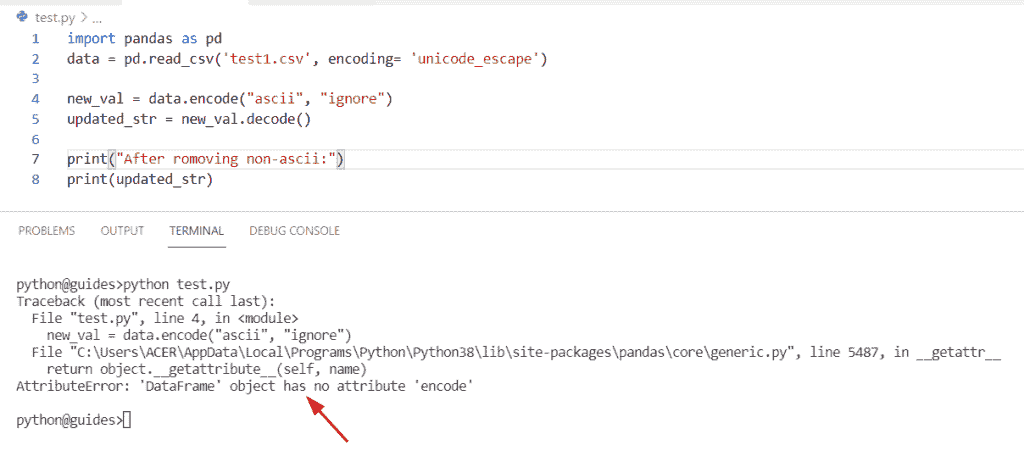 test.py > ...
1 import pandas as pd
2 data = pd.read_csv('test1.csv', encoding= 'unicode_escape')
3
4 new_val = data.encode("ascii", "ignore")
5 updated_str = new_val.decode()
6
7 print("After romoving non-ascii:")
8 print(updated_str)
PROBLEMS OUTPUT TERMINAL DEBUG CONSOLE
python@guides>python test.py
Traceback (most recent call last):
  File "test.py", line 4, in <module>
    new_val = data.encode("ascii", "ignore")
  File "C:\Users\ACER\AppData\Local\Programs\Python\Python38\lib\site-packages\pandas\core\generic.py", line 5487, in __getattr__
    return object.__getattribute__(self, name)
AttributeError: 'DataFrame' object has no attribute 'encode'
python@guides>